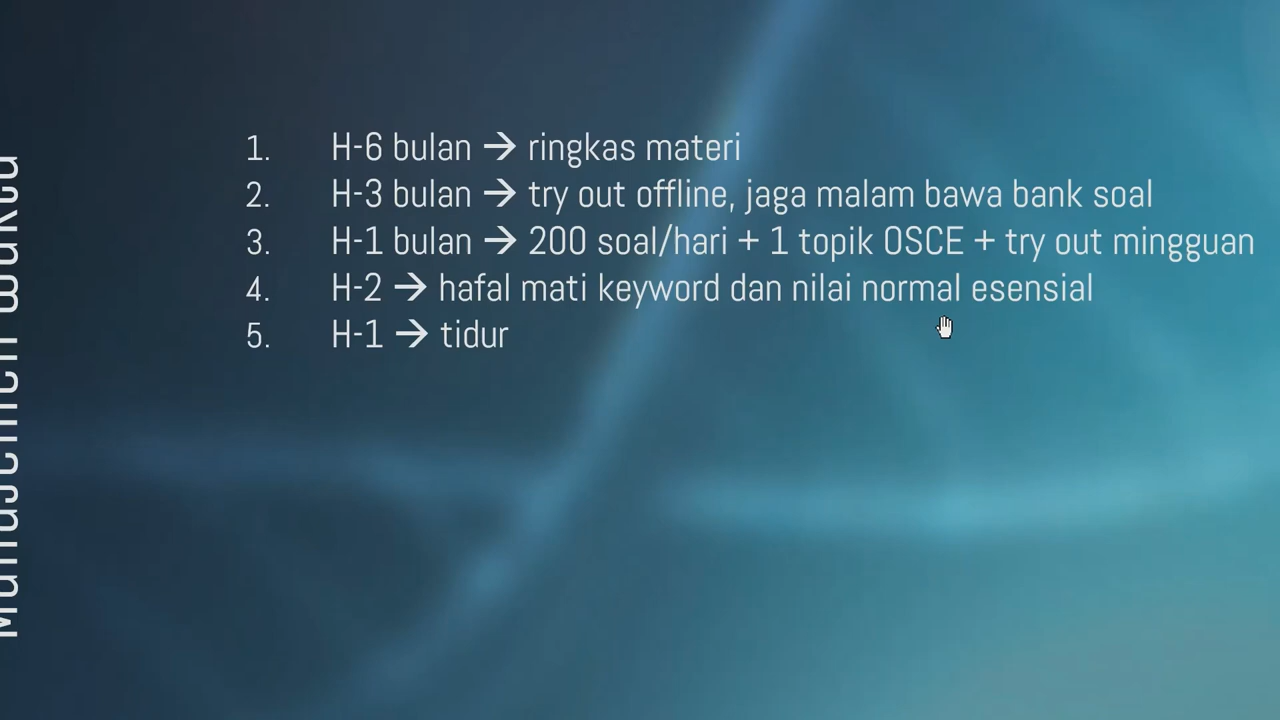 Manajemen waktu
1. H-6 bulan → ringkas materi
2. H-3 bulan → try out offline, jaga malam bawa bank soal
3. H-1 bulan → 200 soal/hari + 1 topik OSCE + try out mingguan
4. H-2 → hafal mati keyword dan nilai normal esensial
5. H-1 → tidur